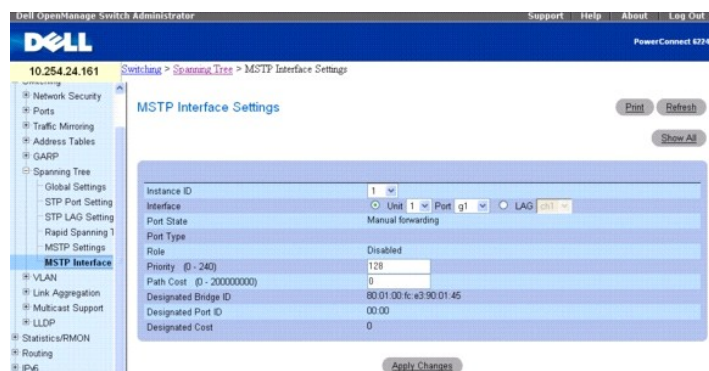 Dell OpenManage Switch Administrator Support Help About Log Out
DELL PowerConnect 6224
10.254.24.161
Switching > Spanning Tree > MSTP Interface Settings
Switching
Network Security
Ports
Traffic Mirroring
Address Tables
GARP
Spanning Tree
Global Settings
STP Port Setting
STP LAG Setting
Rapid Spanning T
MSTP Settings
MSTP Interface
VLAN
Link Aggregation
Multicast Support
LLDP
Statistics/RMON
Routing
IPv6
MSTP Interface Settings
Print Refresh
Show All
Instance ID 1
Interface Unit 1 Port g1 LAG ch1
Port State Manual forwarding
Port Type
Role Disabled
Priority (0 - 240) 128
Path Cost (0 - 200000000) 0
Designated Bridge ID 80:01:00:fc:e3:90:01:45
Designated Port ID 00:00
Designated Cost 0
Apply Changes